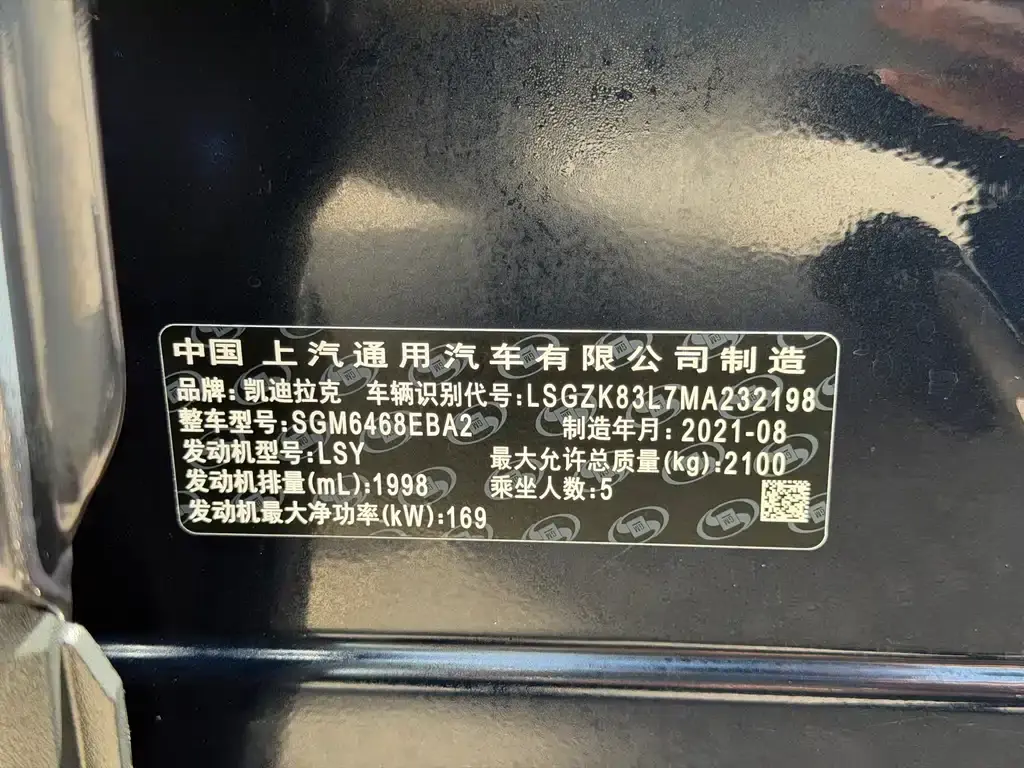 中国 上汽通用汽车有限公司制造
品牌:凯迪拉克 车辆识别代号:LSGZK83L7MA232198
整车型号:SGM6468EBA2 制造年月:2021-08
发动机型号:LSY 最大允许总质量(kg):2100
发动机排量(mL):1998 乘坐人数:5
发动机最大净功率(kW):169